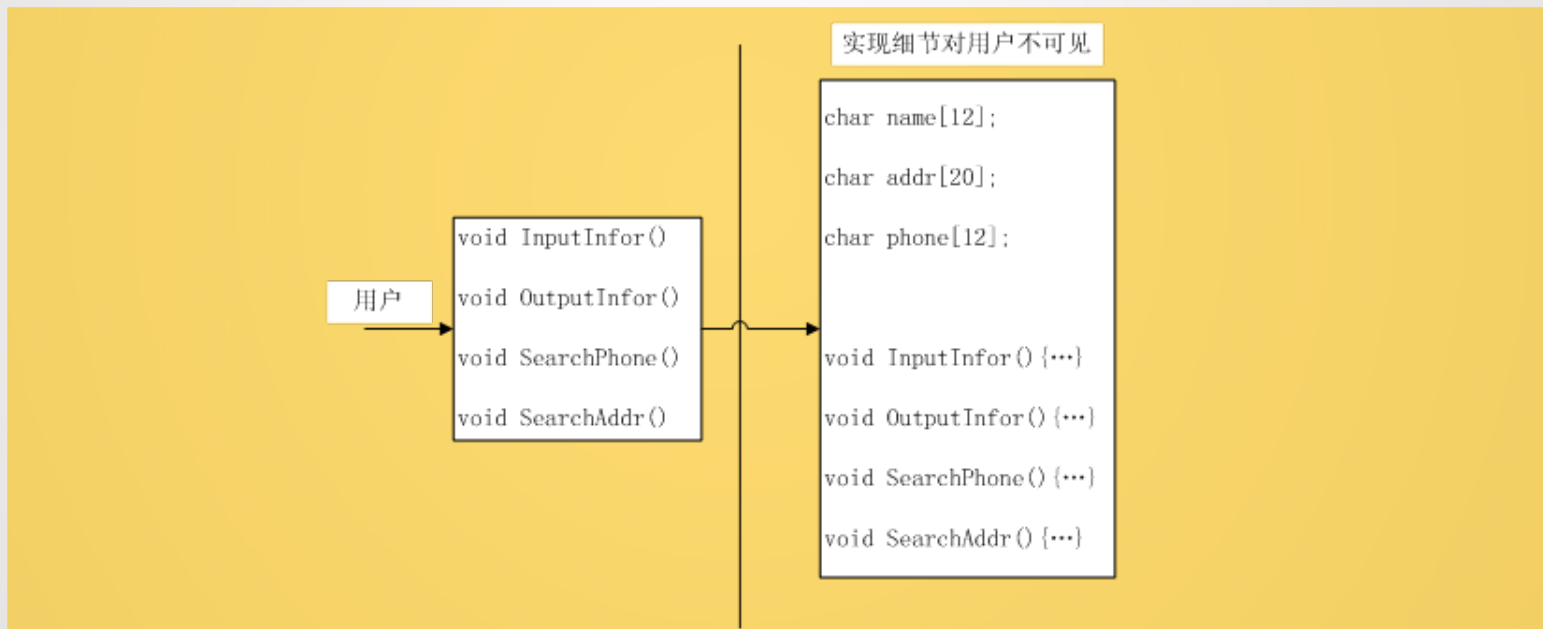 用户
void InputInfor()
void OutputInfor()
void SearchPhone()
void SearchAddr()
实现细节对用户不可见
char name[12];
char addr[20];
char phone[12];
void InputInfor(){…}
void OutputInfor(){…}
void SearchPhone(){…}
void SearchAddr(){…}